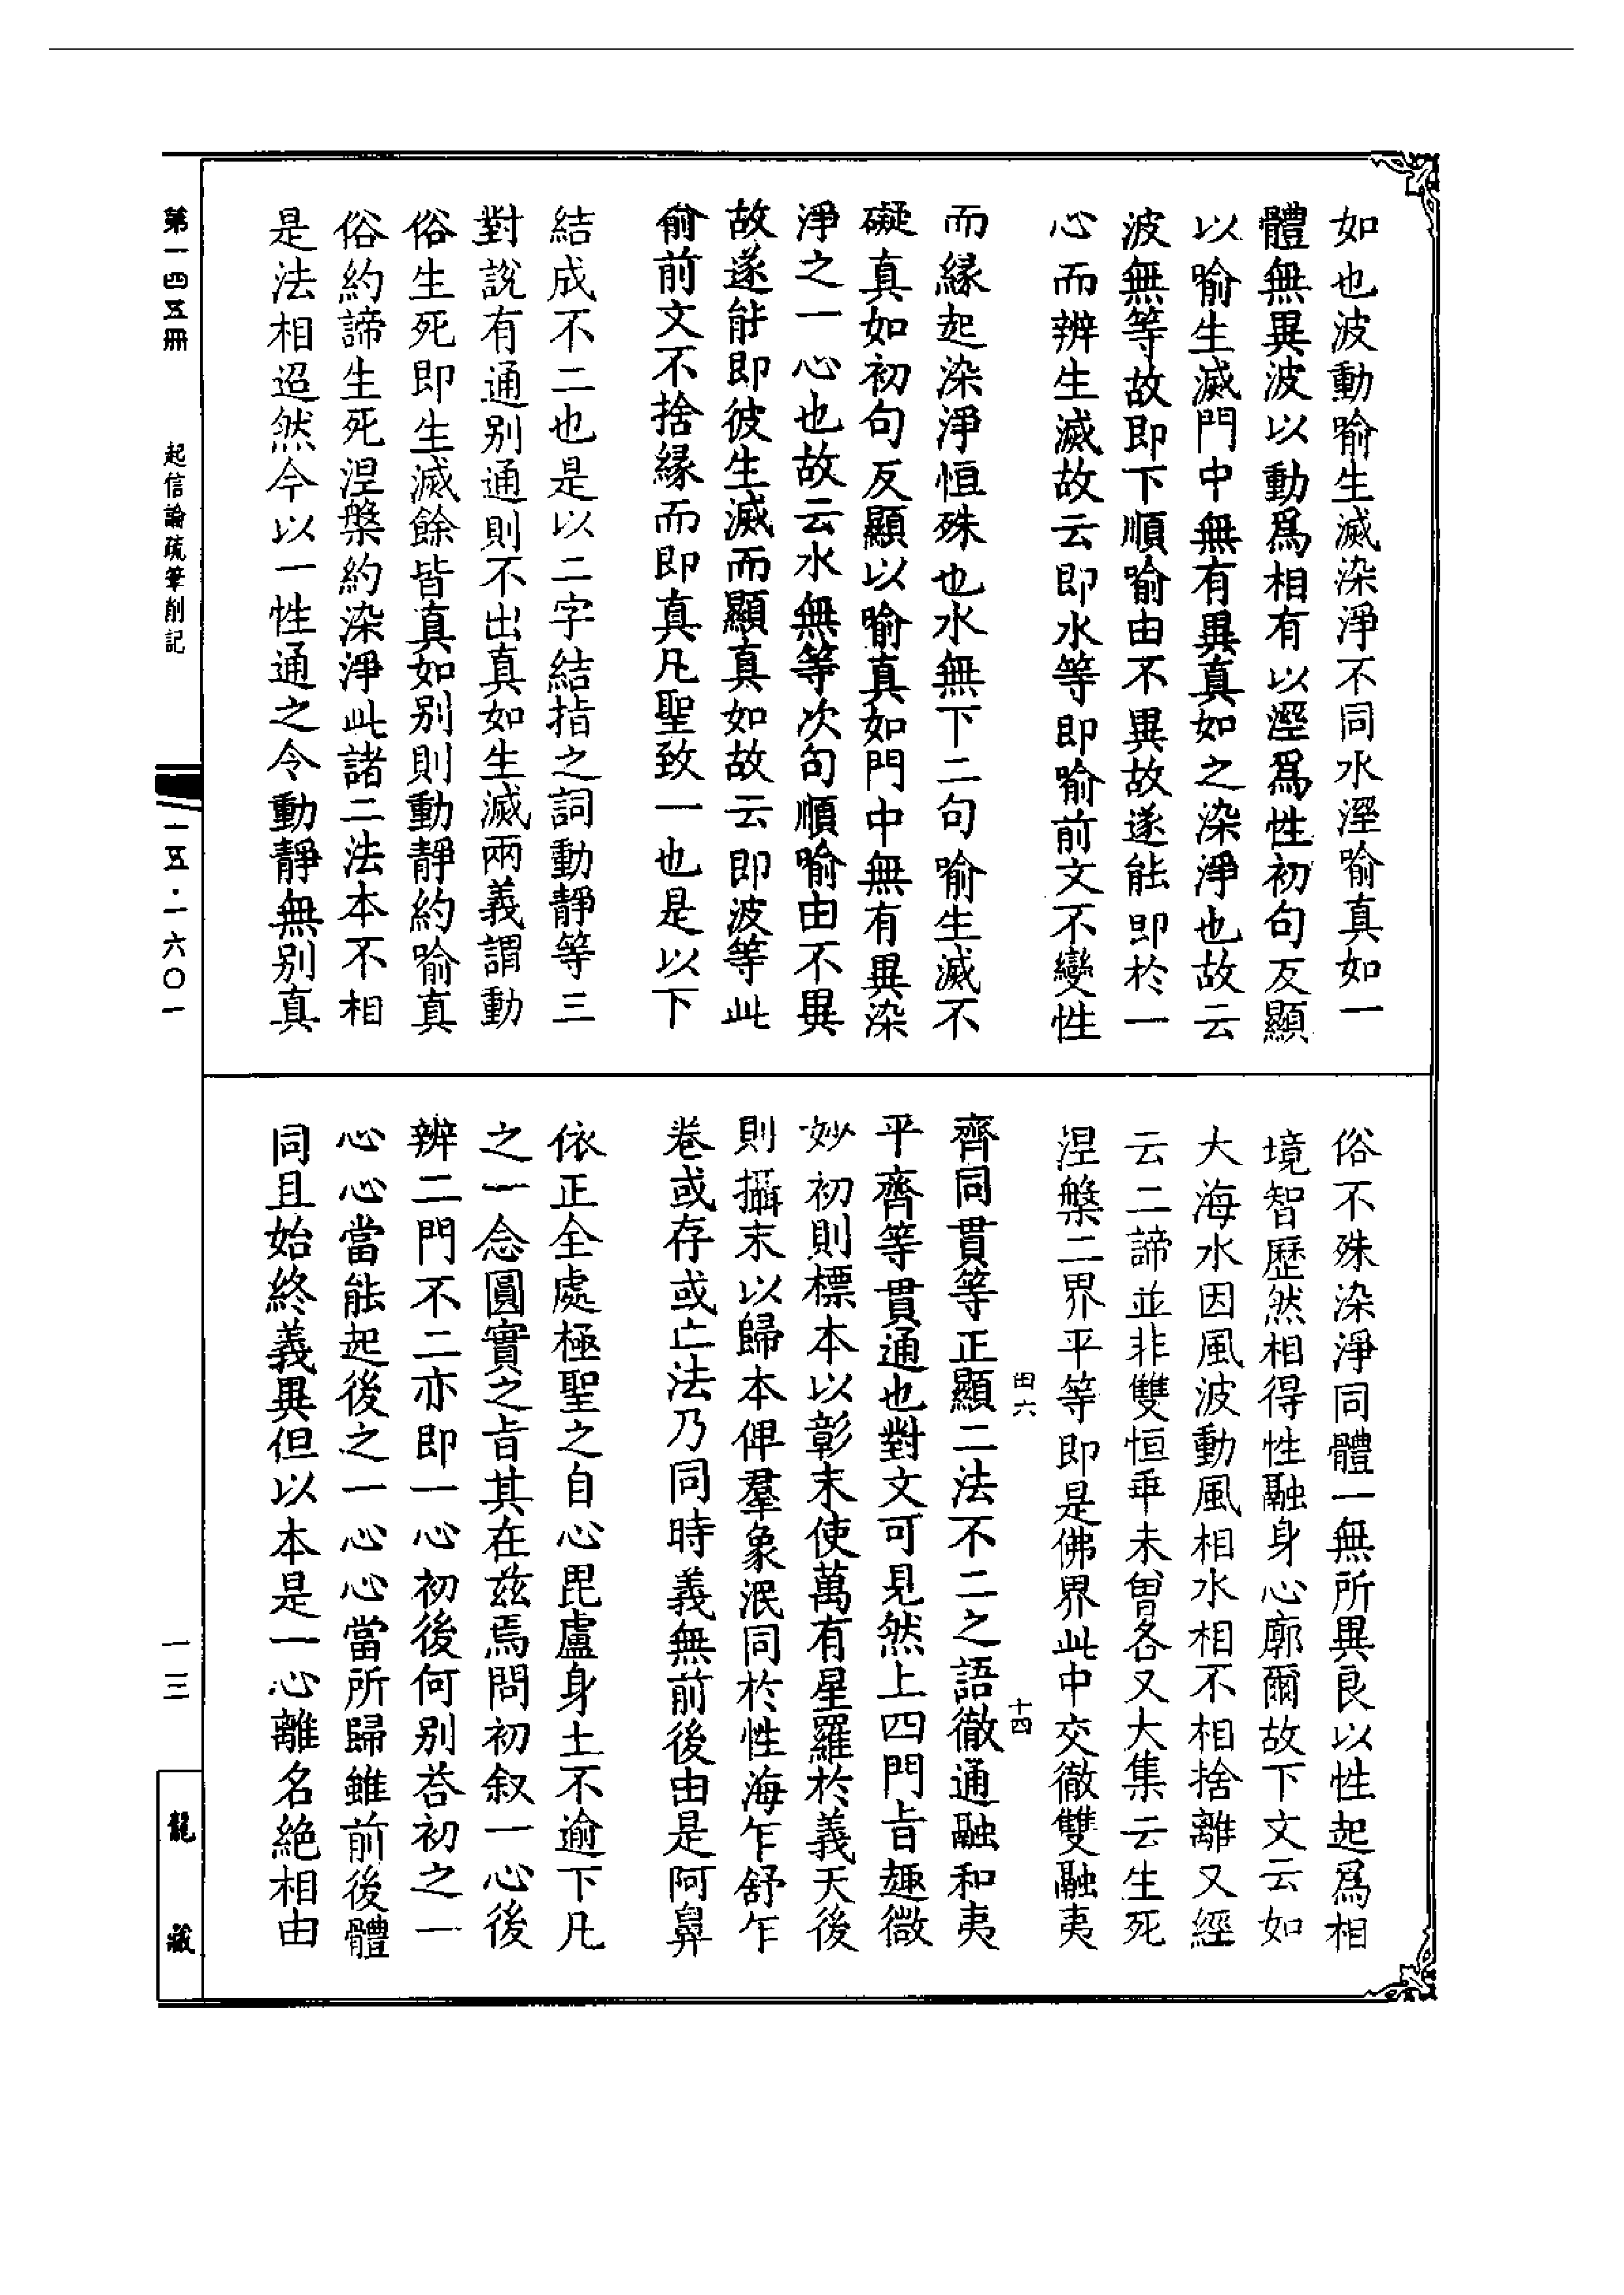 如也波動喻生滅染淨不同水溼喻真如一
體無異波以動爲相有以溼爲性初句反顯
以喻生滅門中無有異真如之染淨也故云
波無等故即下順喻由不異故遂能即於一
心而辨生滅故云即水等即喻前文不變性
而緣起染淨恒殊也水無下二句喻生滅不
礙真如初句反顯以喻真如門中無有異染
淨之一心也故云水無等次句順喻由不異
故遂能即彼生滅而顯真如故云即波等此
喻前文不捨緣而即真凡聖致一也是以下
結成不二也是以二字結指之詞動靜等三
對說有通别通則不出真如生滅兩義謂動
俗生死即生滅餘皆真如别則動靜約喻真
俗約諦生死涅槃約染淨此諸二法本不相
是法相迢然今以一性通之令動靜無别真
俗不殊染淨同體一無所異良以性起爲相
境智歷然相得性融身心廓爾故下文云如
大海水因風波動風相水相不相捨離又經
云二諦並非雙恒乖未曾各又大集云生死
涅槃二界平等即是佛界此中交徹雙融夷
四六
十四
齊同貫等正顯二法不二之語徹通融和夷
平齊等貫通也對文可見然上四門旨趣微
妙初則標本以彰末使萬有星羅於義天後
則攝末以歸本俾羣象泯同於性海乍舒乍
卷或存或亡法乃同時義無前後由是阿鼻
依正全處極聖之自心毘盧身土不逾下凡
之一念圓實之旨其在茲焉問初叙一心後
辨二門不二亦即一心初後何别荅初之一
心心當能起後之一心心當所歸雖前後體
同且始終義異但以本是一心離名絕相由
第一四五冊
起信論疏筆削記
一五·一六〇一
一三
龍藏